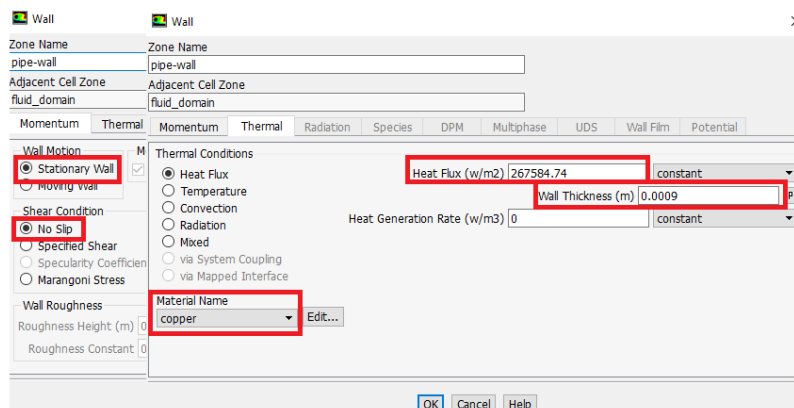 Wall
Zone Name
pipe-wall
Adjacent Cell Zone
fluid_domain
Momentum Thermal
Wall Motion M
Stationary Wall
Moving Wall
Shear Condition
No Slip
Specified Shear
Specularity Coefficien
Marangoni Stress
Wall Roughness
Roughness Height (m) 0
Roughness Constant 0
Wall
Zone Name
pipe-wall
Adjacent Cell Zone
fluid_domain
Momentum Thermal Radiation Species DPM Multiphase UDS Wall Film Potential
Thermal Conditions
Heat Flux
Temperature
Convection
Radiation
Mixed
via System Coupling
via Mapped Interface
Heat Flux (w/m2) 267584.74 constant
Wall Thickness (m) 0.0009 P
Heat Generation Rate (w/m3) 0 constant
Material Name
copper Edit...
OK Cancel Help